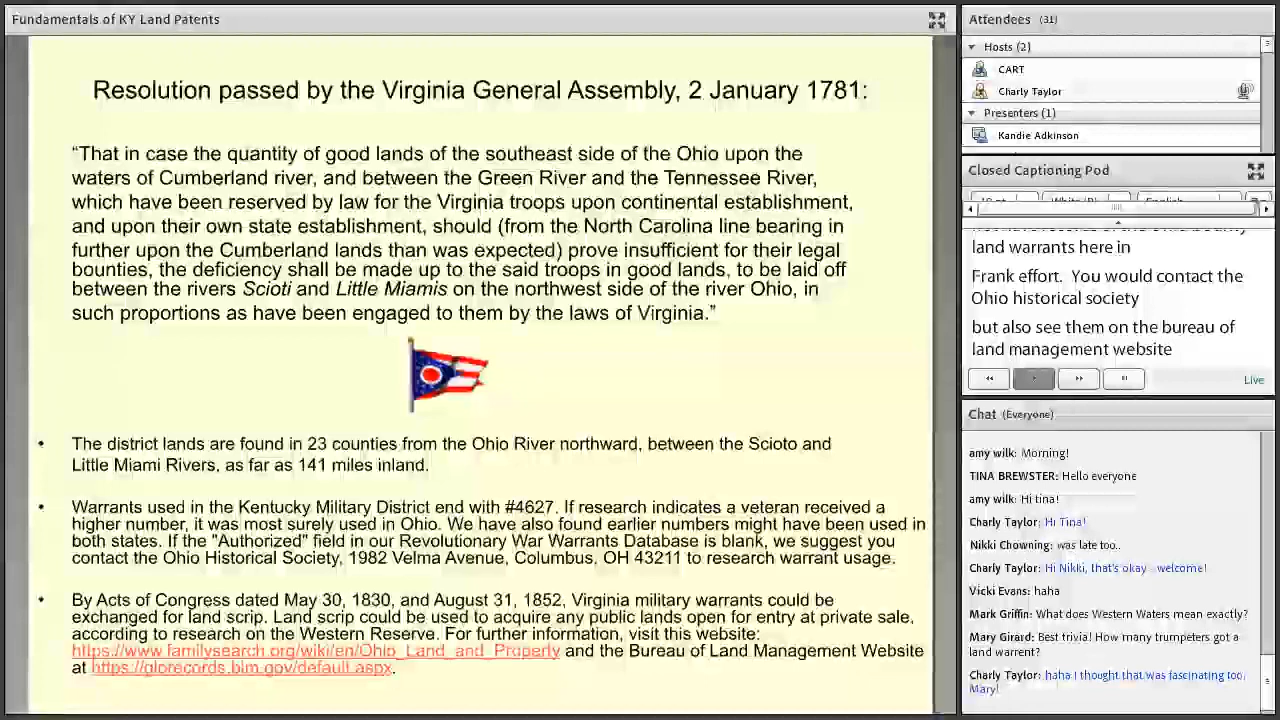 Fundamentals of KY Land Patents
Resolution passed by the Virginia General Assembly, 2 January 1781:
“That in case the quantity of good lands of the southeast side of the Ohio upon the
waters of Cumberland river, and between the Green River and the Tennessee River,
which have been reserved by law for the Virginia troops upon continental establishment,
and upon their own state establishment, should (from the North Carolina line bearing in
further upon the Cumberland lands than was expected) prove insufficient for their legal
bounties, the deficiency shall be made up to the said troops in good lands, to be laid off
between the rivers Scioti and Little Miamis on the northwest side of the river Ohio, in
such proportions as have been engaged to them by the laws of Virginia.”
• The district lands are found in 23 counties from the Ohio River northward, between the Scioto and
Little Miami Rivers, as far as 141 miles inland.
• Warrants used in the Kentucky Military District end with #4627. If research indicates a veteran received a
higher number, it was most surely used in Ohio. We have also found earlier numbers might have been used in
both states. If the "Authorized" field in our Revolutionary War Warrants Database is blank, we suggest you
contact the Ohio Historical Society, 1982 Velma Avenue, Columbus, OH 43211 to research warrant usage.
• By Acts of Congress dated May 30, 1830, and August 31, 1852, Virginia military warrants could be
exchanged for land scrip. Land scrip could be used to acquire any public lands open for entry at private sale,
according to research on the Western Reserve. For further information, visit this website:
https://www.familysearch.org/wiki/en/Ohio_Land_and_Property and the Bureau of Land Management Website
at https://glorecords.blm.gov/default.aspx.
Attendees (31)
Hosts (2)
CART
Charly Taylor
Presenters (1)
Kandie Adkinson
Closed Captioning Pod
land warrants here in
Frank effort. You would contact the
Ohio historical society
but also see them on the bureau of
land management website
Live
Chat (Everyone)
amy wilk: Morning!
TINA BREWSTER: Hello everyone
amy wilk: Hi tina!
Charly Taylor: Hi Tina!
Nikki Chowning: was late too..
Charly Taylor: Hi Nikki, that's okay - welcome!
Vicki Evans: haha
Mark Griffin: What does Western Waters mean exactly?
Mary Girard: Best trivia! How many trumpeters got a
land warrent?
Charly Taylor: haha I thought that was fascinating too,
Mary!